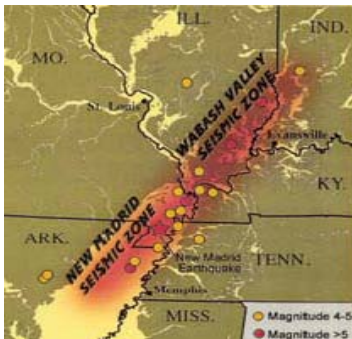 ILL.
IND.
MO.
St. Louis
WABASH VALLEY
SEISMIC ZONE
Evansville
KY.
NEW MADRID
SEISMIC ZONE
ARK.
New Madrid
Earthquake
TENN.
Memphis
MISS.
Magnitude 4-5
Magnitude >5